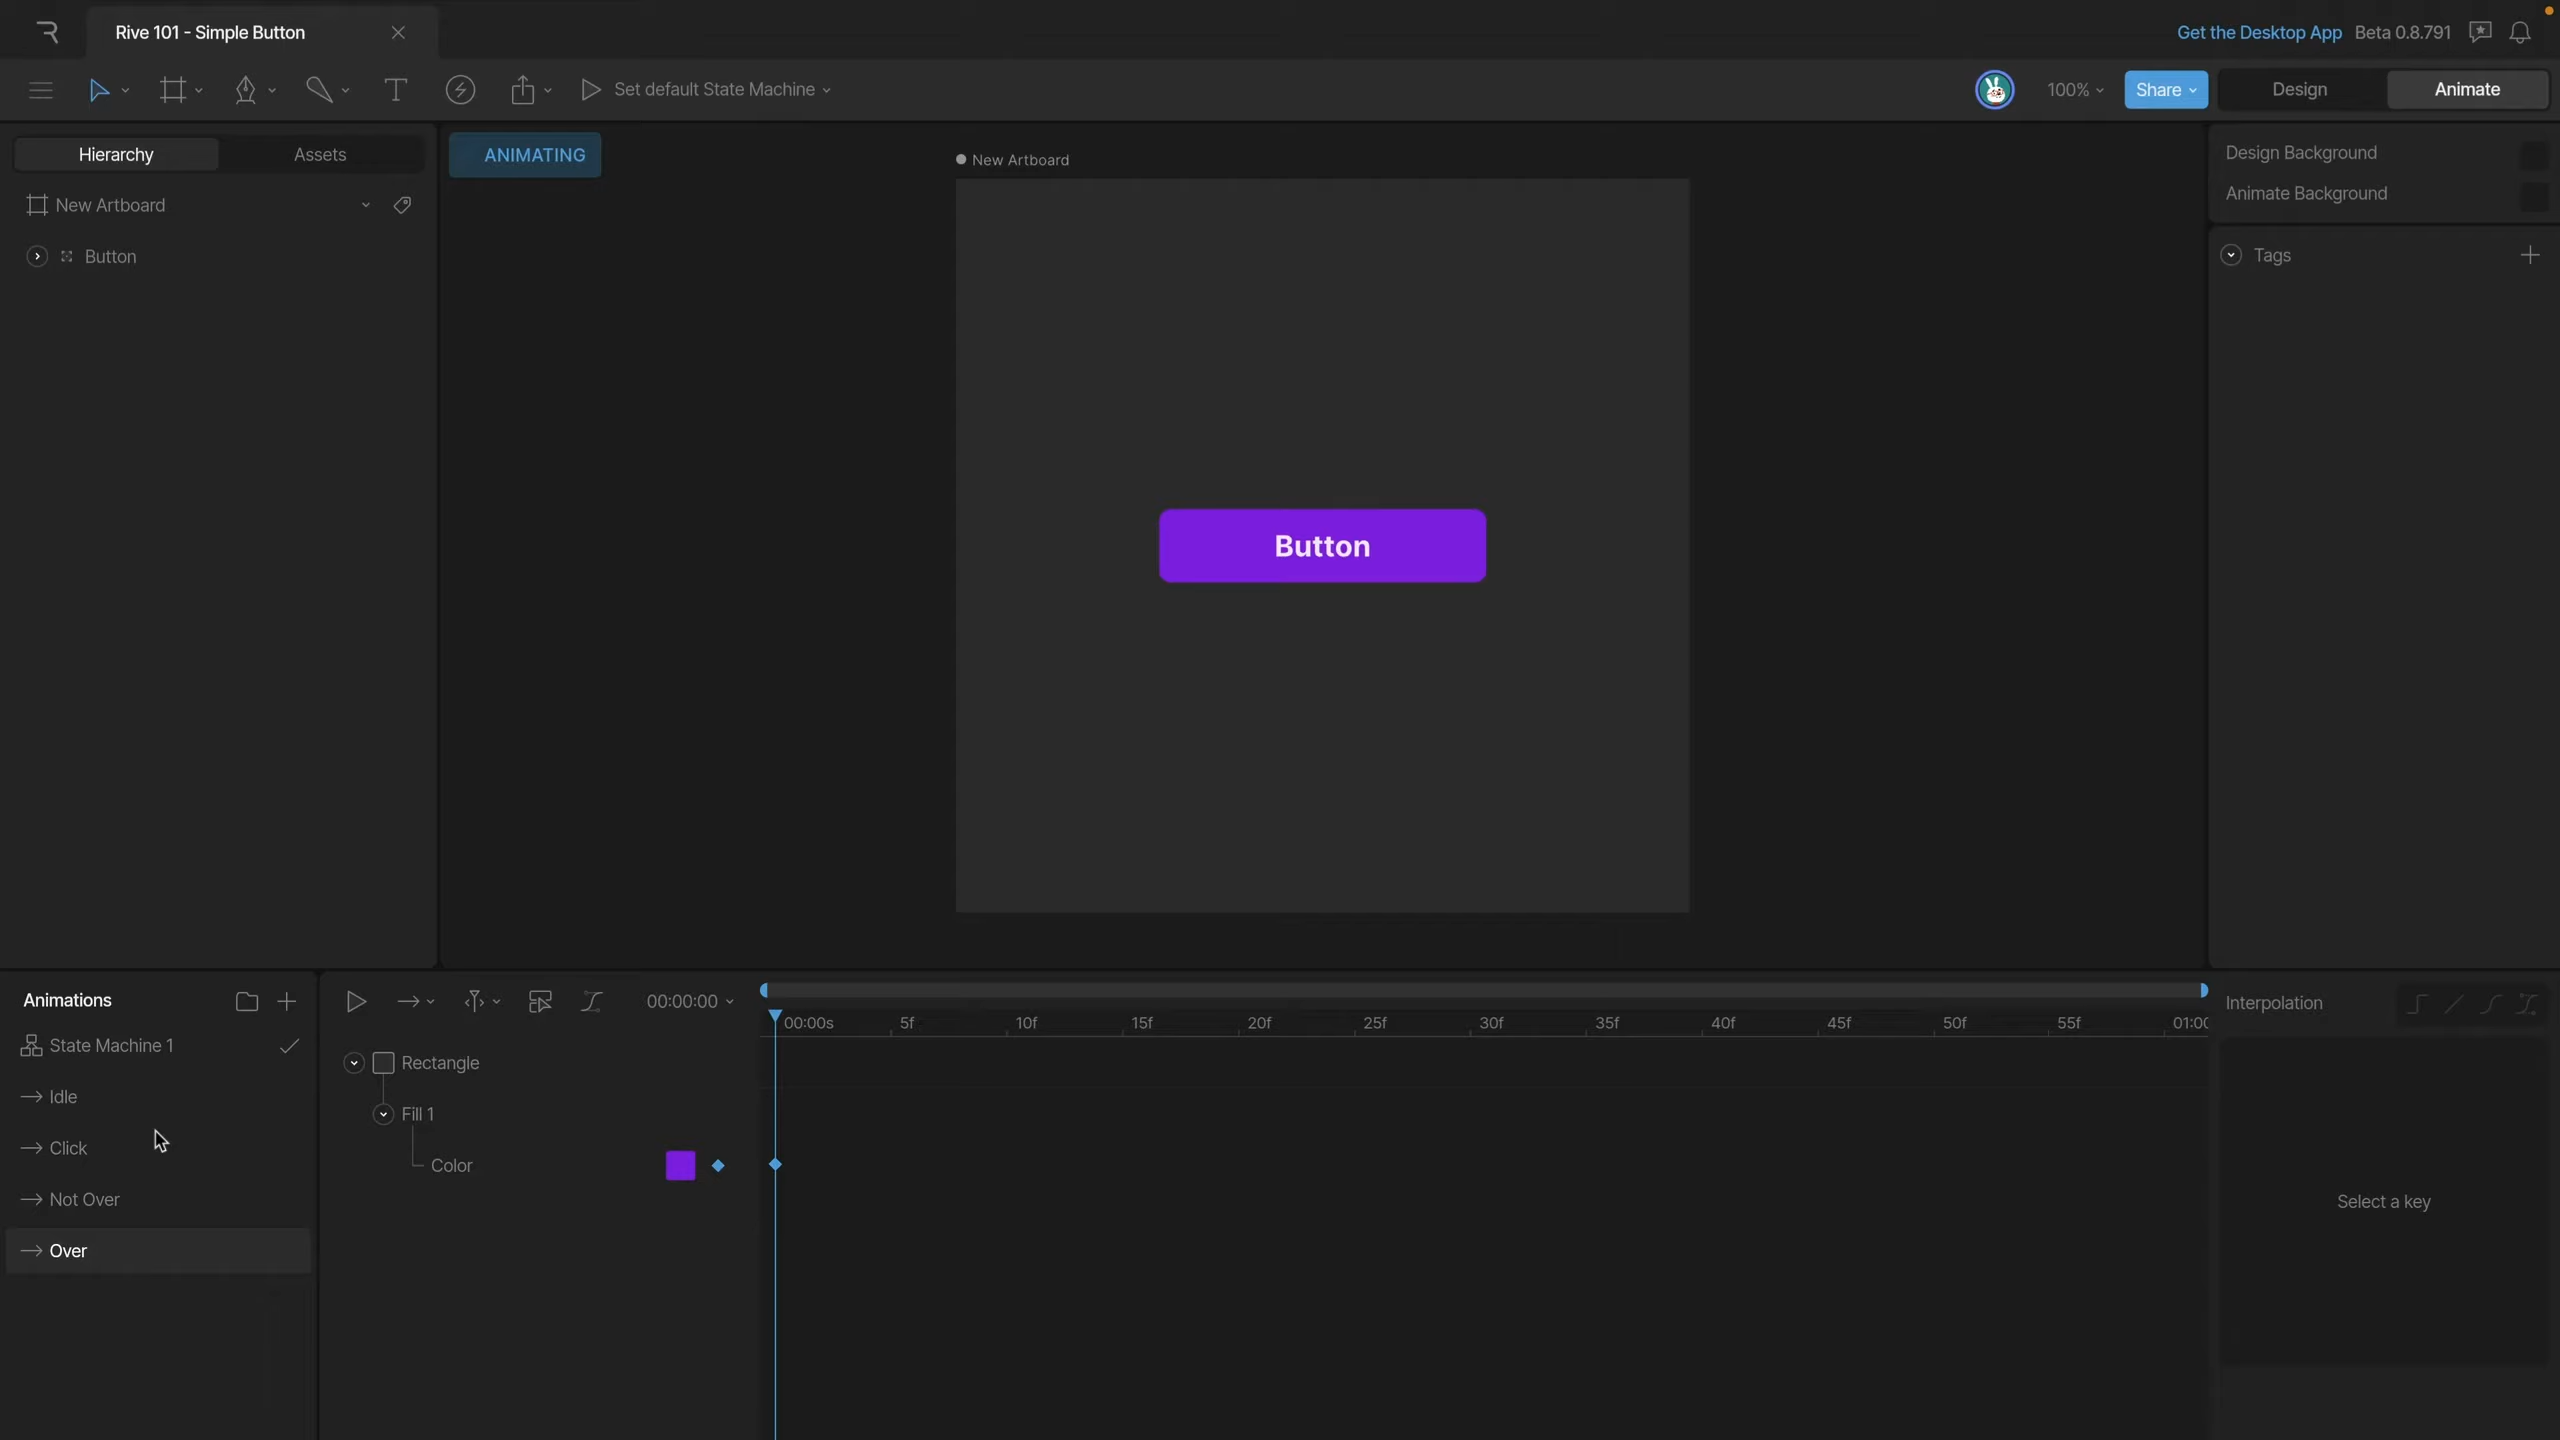 Rive 101 - Simple Button
Get the Desktop App Beta 0.8.791
Set default State Machine
100%
Share
Design
Animate
Hierarchy
Assets
ANIMATING
New Artboard
Design Background
Animate Background
New Artboard
Button
Tags
Button
Animations
00:00:00
Interpolation
00:00s 5f 10f 15f 20f 25f 30f 35f 40f 45f 50f 55f 01:00
State Machine 1
Rectangle
Idle
Fill 1
Click
Color
Not Over
Select a key
Over